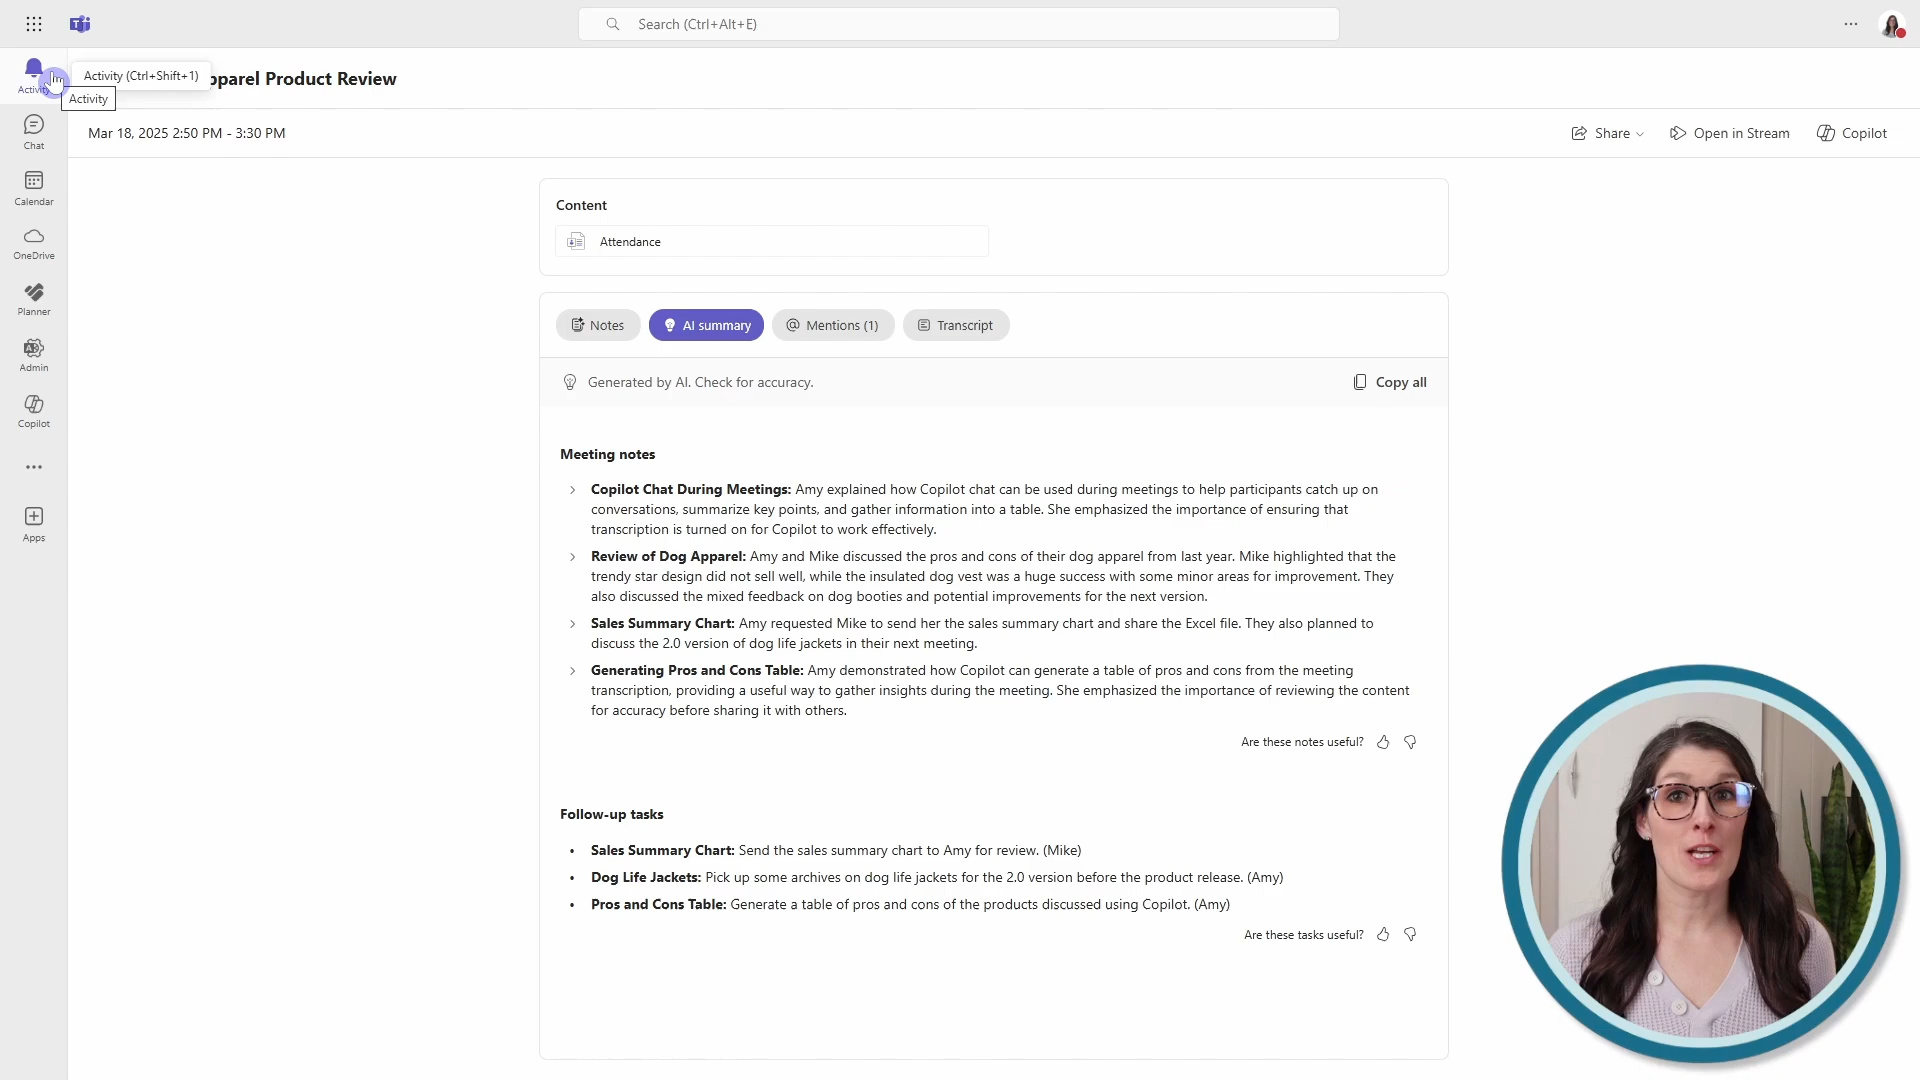 Search (Ctrl+Alt+E)
Activity
Activity (Ctrl+Shift+1)
Activity
pparel Product Review
Chat
Calendar
OneDrive
Planner
Admin
Copilot
Apps
Mar 18, 2025 2:50 PM - 3:30 PM
Share
Open in Stream
Copilot
Content
Attendance
Notes
AI summary
Mentions (1)
Transcript
Generated by AI. Check for accuracy.
Copy all
Meeting notes
Copilot Chat During Meetings: Amy explained how Copilot chat can be used during meetings to help participants catch up on
conversations, summarize key points, and gather information into a table. She emphasized the importance of ensuring that
transcription is turned on for Copilot to work effectively.
Review of Dog Apparel: Amy and Mike discussed the pros and cons of their dog apparel from last year. Mike highlighted that the
trendy star design did not sell well, while the insulated dog vest was a huge success with some minor areas for improvement. They
also discussed the mixed feedback on dog booties and potential improvements for the next version.
Sales Summary Chart: Amy requested Mike to send her the sales summary chart and share the Excel file. They also planned to
discuss the 2.0 version of dog life jackets in their next meeting.
Generating Pros and Cons Table: Amy demonstrated how Copilot can generate a table of pros and cons from the meeting
transcription, providing a useful way to gather insights during the meeting. She emphasized the importance of reviewing the content
for accuracy before sharing it with others.
Are these notes useful?
Follow-up tasks
• Sales Summary Chart: Send the sales summary chart to Amy for review. (Mike)
• Dog Life Jackets: Pick up some archives on dog life jackets for the 2.0 version before the product release. (Amy)
• Pros and Cons Table: Generate a table of pros and cons of the products discussed using Copilot. (Amy)
Are these tasks useful?